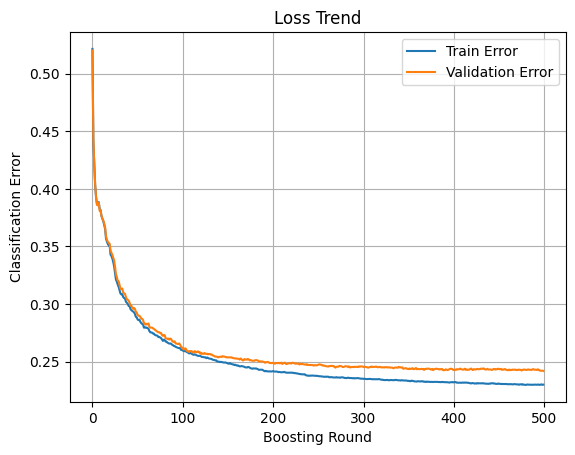 Loss Trend
Train Error
Validation Error
Classification Error
0.50
0.45
0.40
0.35
0.30
0.25
0 100 200 300 400 500
Boosting Round